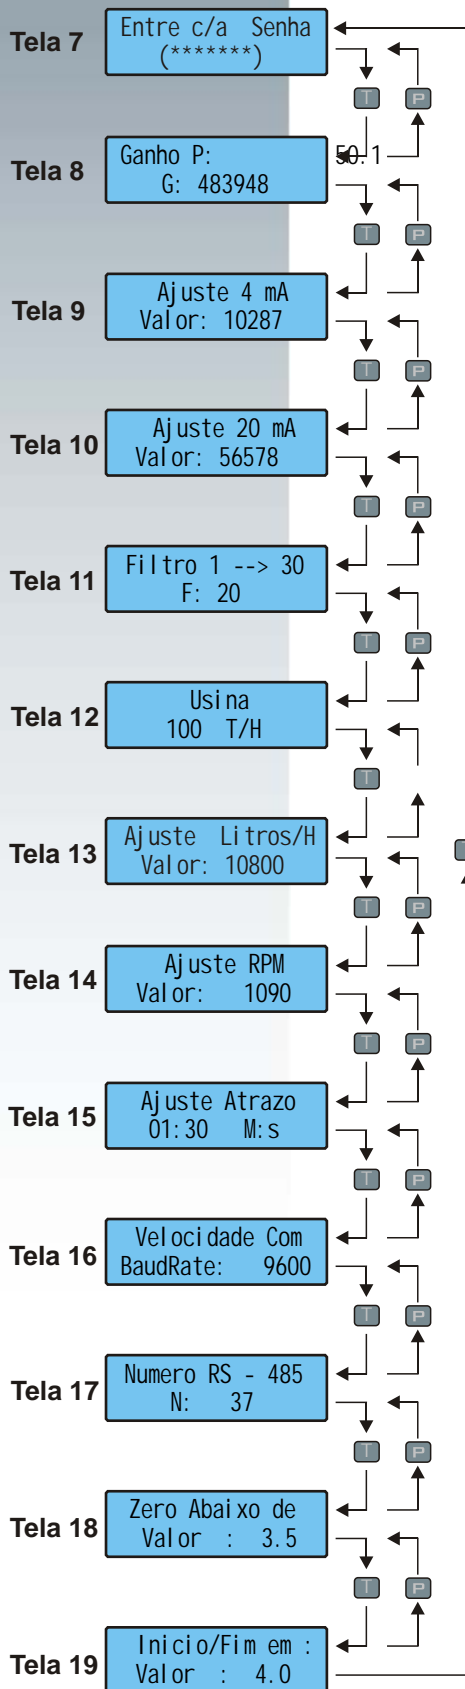 Tela 7
Entre c/a Senha
(*******)
T P
Tela 8
Ganho P: 50.1
G: 483948
T P
Tela 9
Ajuste 4 mA
Valor: 10287
T P
Tela 10
Ajuste 20 mA
Valor: 56578
T P
Tela 11
Filtro 1 --> 30
F: 20
T P
Tela 12
Usina
100 T/H
T
Tela 13
Ajuste Litros/H
Valor: 10800
T P
Tela 14
Ajuste RPM
Valor: 1090
T P
Tela 15
Ajuste Atrazo
01:30 M:s
T P
Tela 16
Velocidade Com
BaudRate: 9600
T P
Tela 17
Numero RS - 485
N: 37
T P
Tela 18
Zero Abaixo de
Valor : 3.5
T P
Tela 19
Inicio/Fim em :
Valor : 4.0